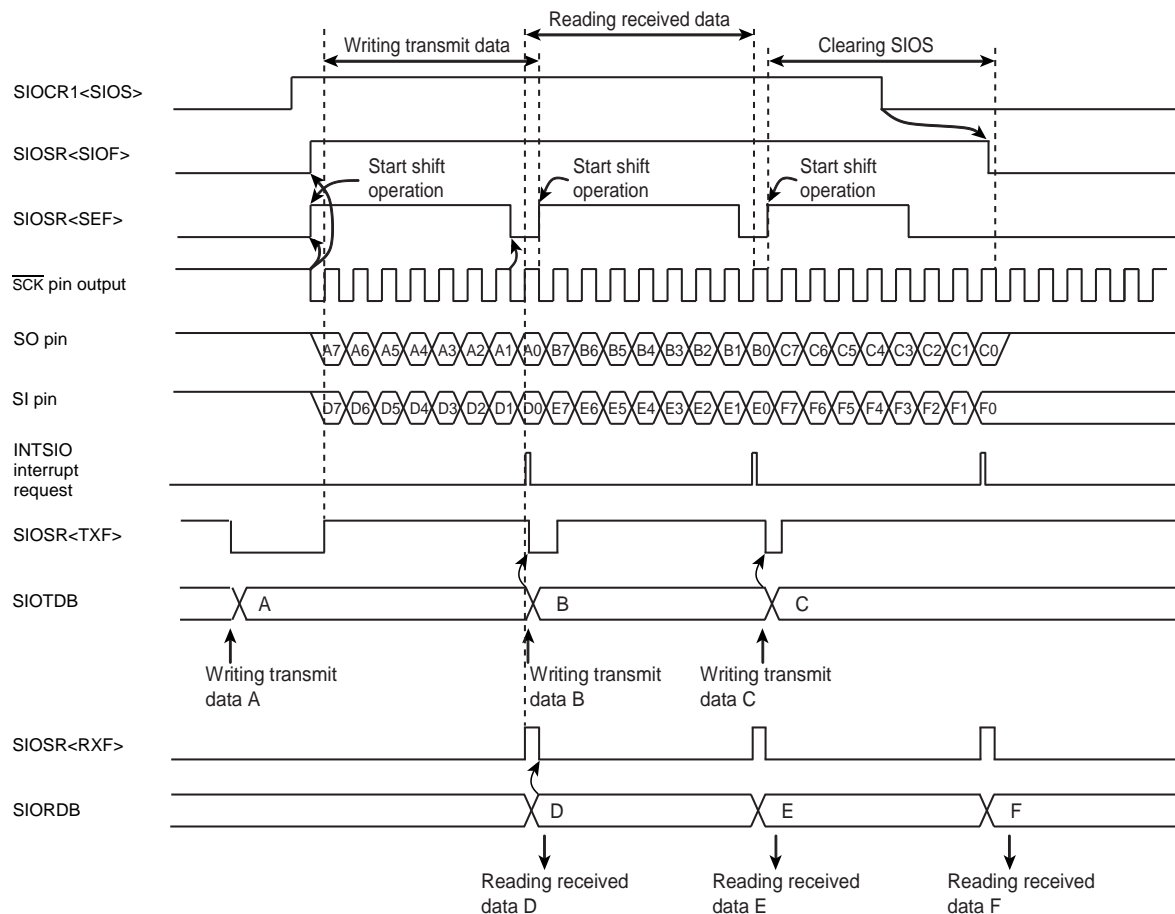 Reading received data
Writing transmit data
Clearing SIOS
SIOCR1<SIOS>
SIOSR<SIOF>
Start shift
operation
Start shift
operation
Start shift
operation
SIOSR<SEF>
SCK pin output
SO pin
A7 A6 A5 A4 A3 A2 A1 A0 B7 B6 B5 B4 B3 B2 B1 B0 C7 C6 C5 C4 C3 C2 C1 C0
SI pin
D7 D6 D5 D4 D3 D2 D1 D0 E7 E6 E5 E4 E3 E2 E1 E0 F7 F6 F5 F4 F3 F2 F1 F0
INTSIO
interrupt
request
SIOSR<TXF>
SIOTDB
A
B
C
Writing transmit
data A
Writing transmit
data B
Writing transmit
data C
SIOSR<RXF>
SIORDB
D
E
F
Reading received
data D
Reading received
data E
Reading received
data F